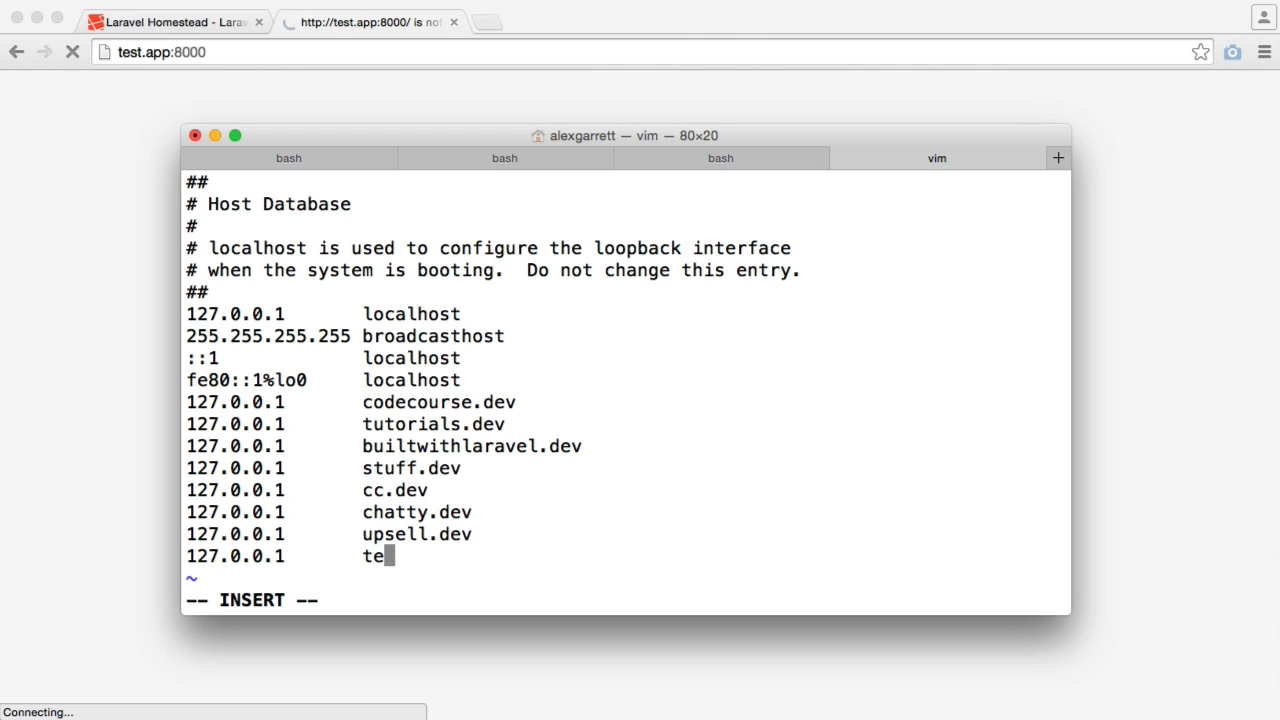 Laravel Homestead - Larav
http://test.app:8000/ is not
test.app:8000
alexgarrett — vim — 80×20
bash
bash
bash
vim
+
##
# Host Database
#
# localhost is used to configure the loopback interface
# when the system is booting.  Do not change this entry.
##
127.0.0.1       localhost
255.255.255.255 broadcasthost
::1             localhost
fe80::1%lo0     localhost
127.0.0.1       codecourse.dev
127.0.0.1       tutorials.dev
127.0.0.1       builtwithlaravel.dev
127.0.0.1       stuff.dev
127.0.0.1       cc.dev
127.0.0.1       chatty.dev
127.0.0.1       upsell.dev
127.0.0.1       te
~
-- INSERT --
Connecting...